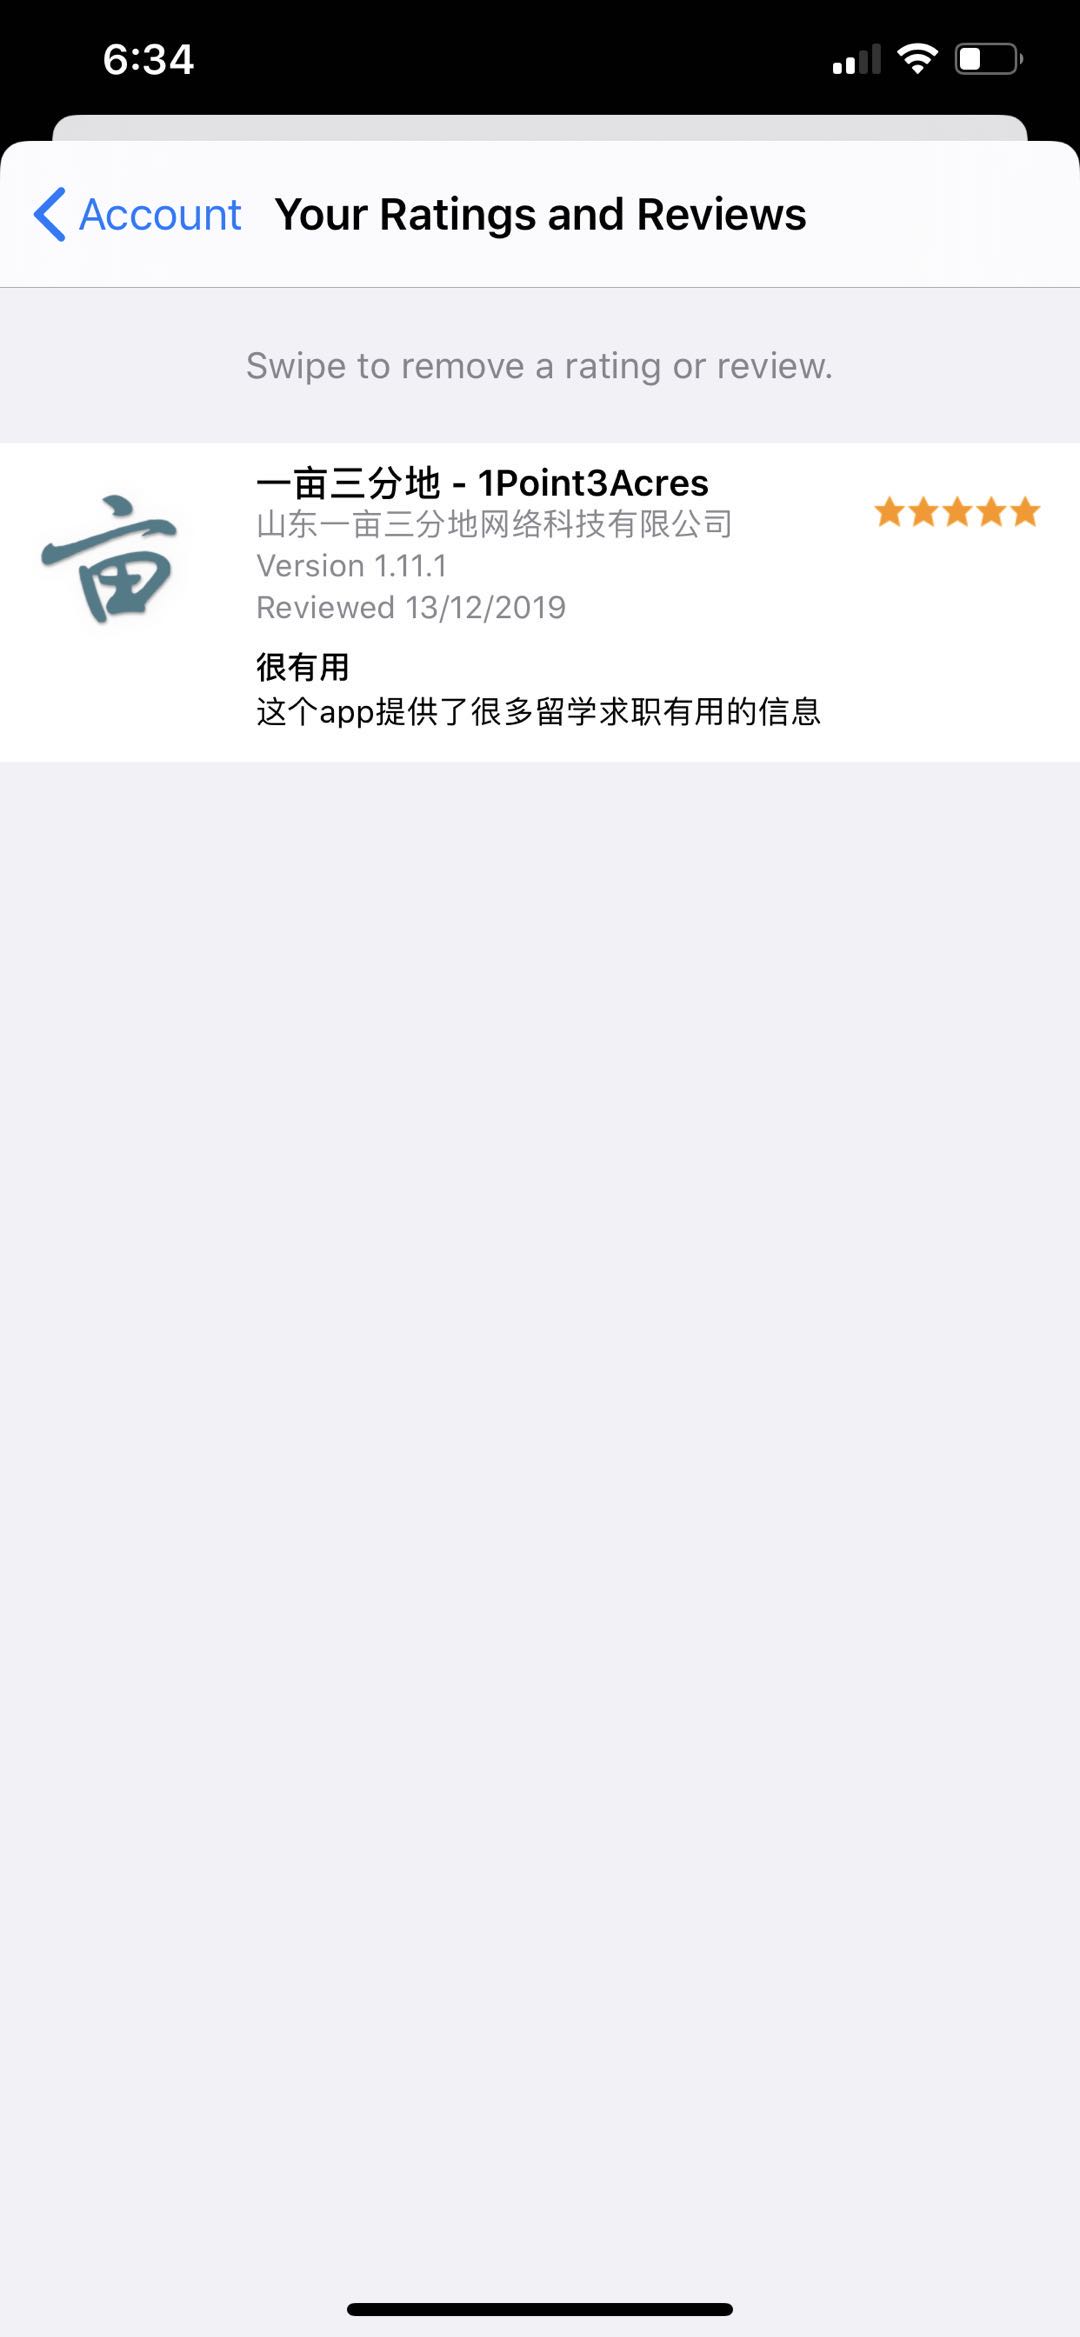 6:34
Account
Your Ratings and Reviews
Swipe to remove a rating or review.
亩
一亩三分地 - 1Point3Acres
山东一亩三分地网络科技有限公司
Version 1.11.1
Reviewed 13/12/2019
很有用
这个app提供了很多留学求职有用的信息